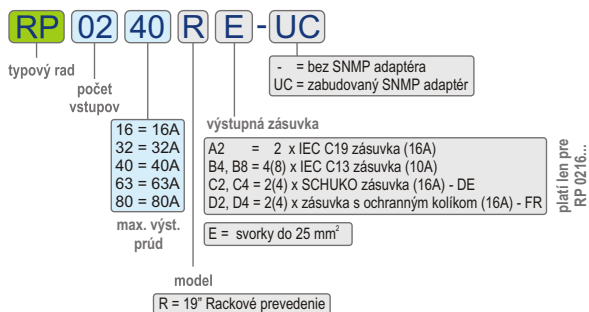 RP 02 40 R E - UC
typový rad
počet
vstupov
- = bez SNMP adaptéra
UC = zabudovaný SNMP adaptér
16 = 16A
32 = 32A
40 = 40A
63 = 63A
80 = 80A
max. výst.
prúd
výstupná zásuvka
A2 = 2 x IEC C19 zásuvka (16A)
B4, B8 = 4(8) x IEC C13 zásuvka (10A)
C2, C4 = 2(4) x SCHUKO zásuvka (16A) - DE
D2, D4 = 2(4) x zásuvka s ochranným kolíkom (16A) - FR
platí len pre
RP 0216...
E = svorky do 25 mm²
model
R = 19" Rackové prevedenie